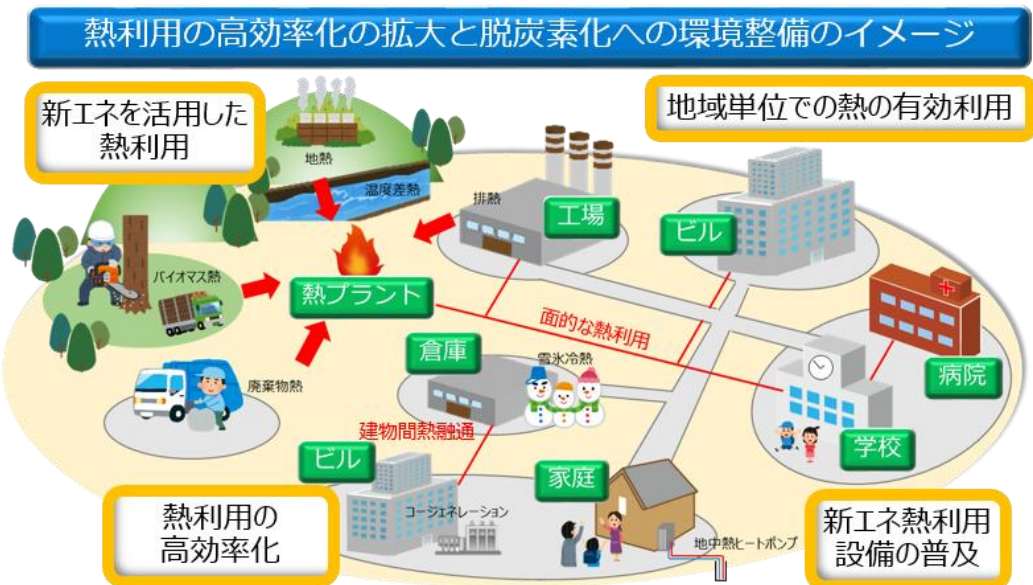 熱利用の高効率化の拡大と脱炭素化への環境整備のイメージ
新エネを活用した
熱利用
地域単位での熱の有効利用
地熱
温度差熱
排熱
工場
ビル
バイオマス熱
熱プラント
面的な熱利用
倉庫
雪氷冷熱
病院
廃棄物熱
建物間熱融通
学校
ビル
家庭
コージェネレーション
地中熱ヒートポンプ
熱利用の
高効率化
新エネ熱利用
設備の普及